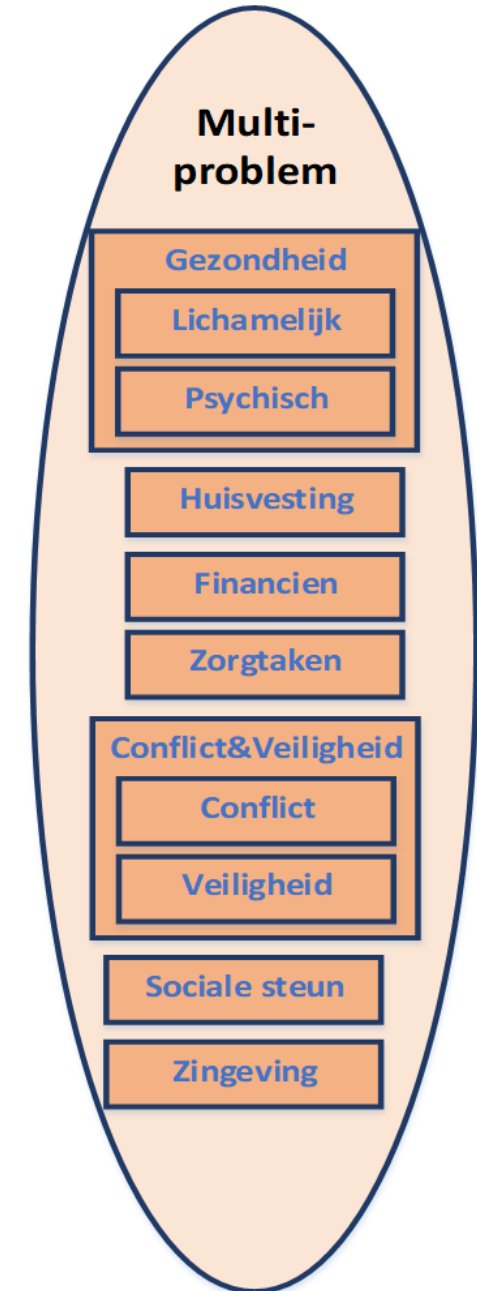 Multi-
problem
Gezondheid
Lichamelijk
Psychisch
Huisvesting
Financien
Zorgtaken
Conflict&Veiligheid
Conflict
Veiligheid
Sociale steun
Zingeving